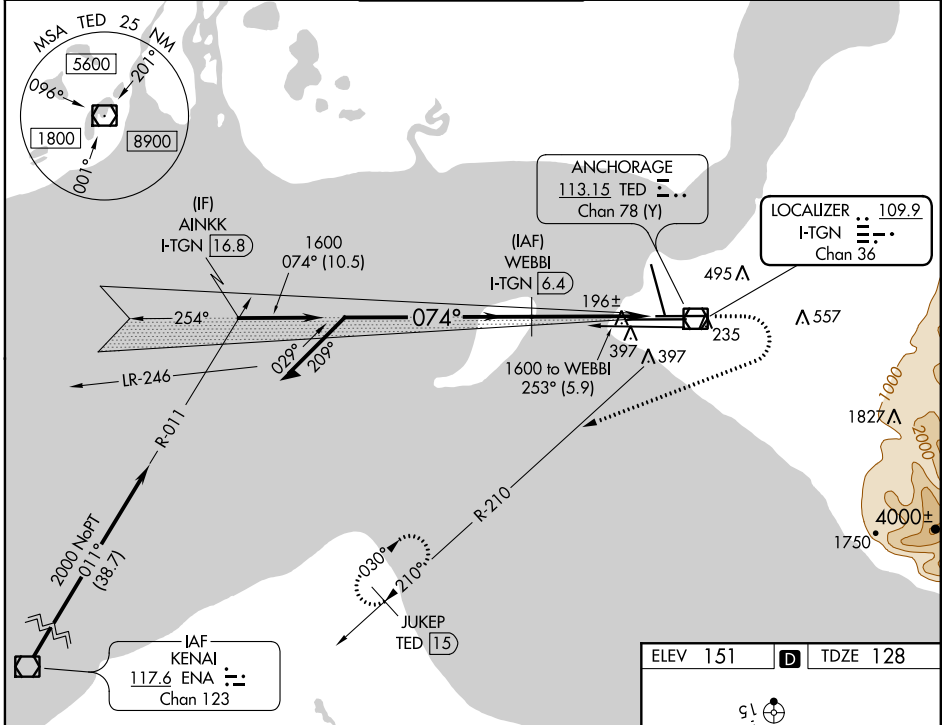 MSA TED 25 NM
5600
096°
201°
1800
8900
001°
ANCHORAGE
113.15 TED
Chan 78 (Y)
LOCALIZER 109.9
I-TGN
Chan 36
(IF)
AINKK
I-TGN 16.8
1600
074° (10.5)
(IAF)
WEBBI
I-TGN 6.4
495
196±
557
254°
074°
235
397
397
029°
209°
1600 to WEBBI
253° (5.9)
LR-246
R-011
1000
1827
2000
R-210
4000±
1750
2000 NoPT
011°
(38.7)
030°
210°
JUKEP
TED 15
IAF
KENAI
117.6 ENA
Chan 123
ELEV 151
D
TDZE 128
15